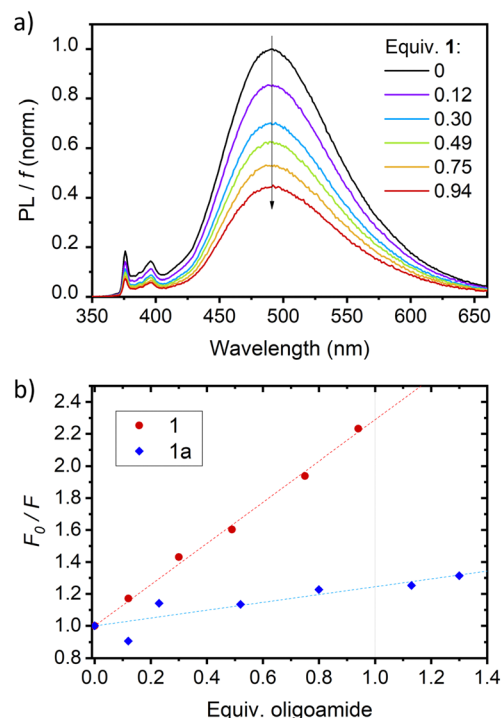 a)
Equiv. 1:
0
0.12
0.30
0.49
0.75
0.94
PL / f (norm.)
1.0
0.8
0.6
0.4
0.2
0.0
350 400 450 500 550 600 650
Wavelength (nm)
b)
1
1a
F0 / F
2.4
2.2
2.0
1.8
1.6
1.4
1.2
1.0
0.8
0.0 0.2 0.4 0.6 0.8 1.0 1.2 1.4
Equiv. oligoamide